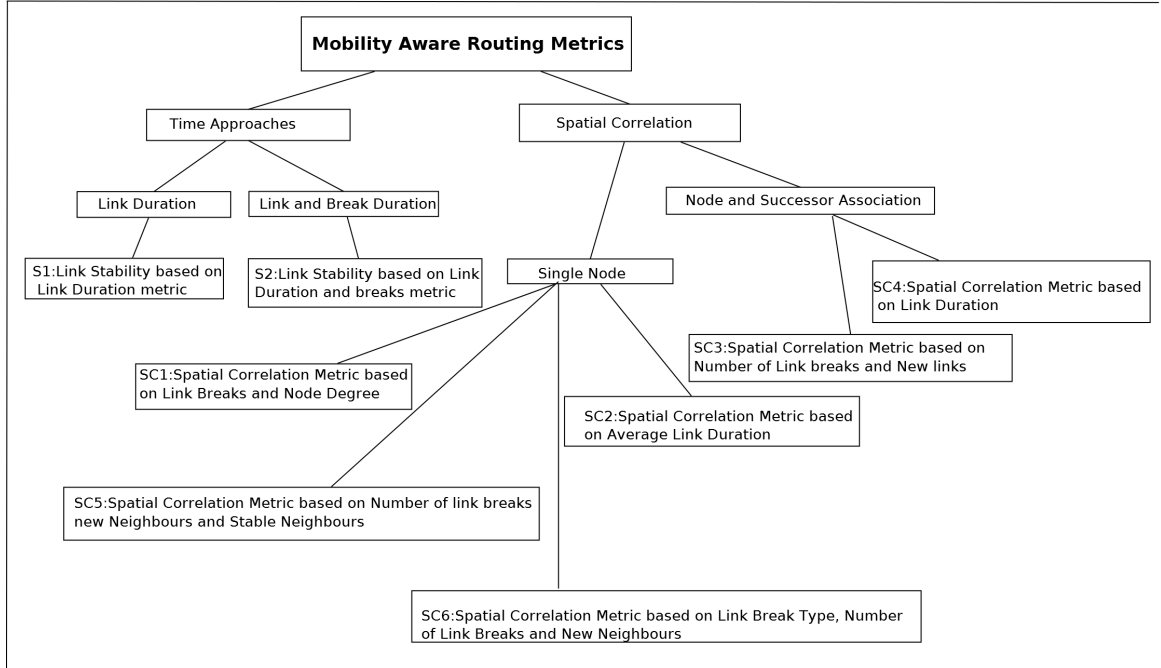 Mobility Aware Routing Metrics
Time Approaches
Spatial Correlation
Link Duration
Link and Break Duration
Node and Successor Association
S1:Link Stability based on
Link Duration metric
S2:Link Stability based on Link
Duration and breaks metric
Single Node
SC4:Spatial Correlation Metric based
on Link Duration
SC3:Spatial Correlation Metric based on
Number of Link breaks and New links
SC1:Spatial Correlation Metric based
on Link Breaks and Node Degree
SC2:Spatial Correlation Metric based
on Average Link Duration
SC5:Spatial Correlation Metric based on Number of link breaks
new Neighbours and Stable Neighbours
SC6:Spatial Correlation Metric based on Link Break Type, Number
of Link Breaks and New Neighbours